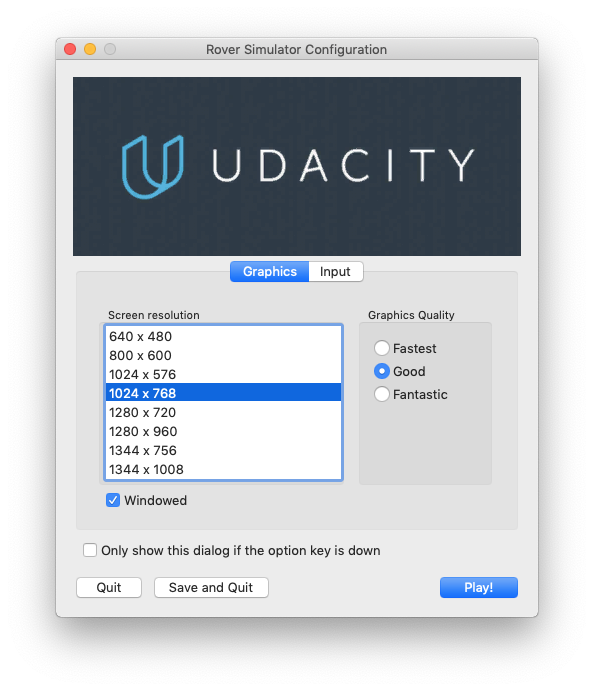 Rover Simulator Configuration
UDACITY
Graphics Input
Screen resolution
640 x 480
800 x 600
1024 x 576
1024 x 768
1280 x 720
1280 x 960
1344 x 756
1344 x 1008
Windowed
Graphics Quality
Fastest
Good
Fantastic
Only show this dialog if the option key is down
Quit Save and Quit Play!